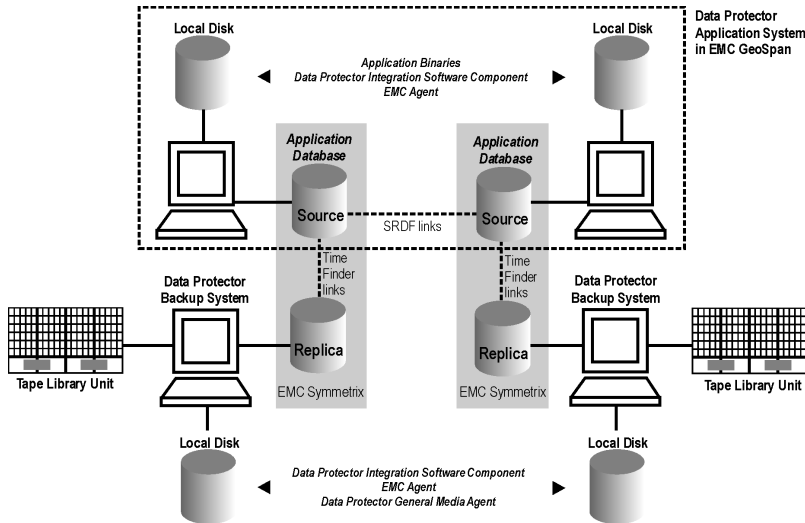 Data Protector
Application System
in EMC GeoSpan
Local Disk
Local Disk
Application Binaries
Data Protector Integration Software Component
EMC Agent
Application
Database
Application
Database
Source
Source
SRDF links
Time
Finder
links
Time
Finder
links
Data Protector
Backup System
Data Protector
Backup System
Replica
Replica
Tape Library Unit
EMC Symmetrix
EMC Symmetrix
Tape Library Unit
Local Disk
Local Disk
Data Protector Integration Software Component
EMC Agent
Data Protector General Media Agent